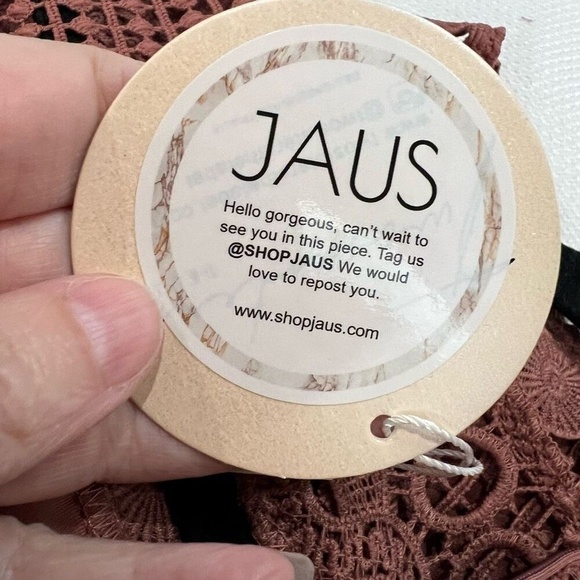 JAUS
Hello gorgeous, can't wait to
see you in this piece. Tag us
@SHOPJAUS We would
love to repost you.
www.shopjaus.com